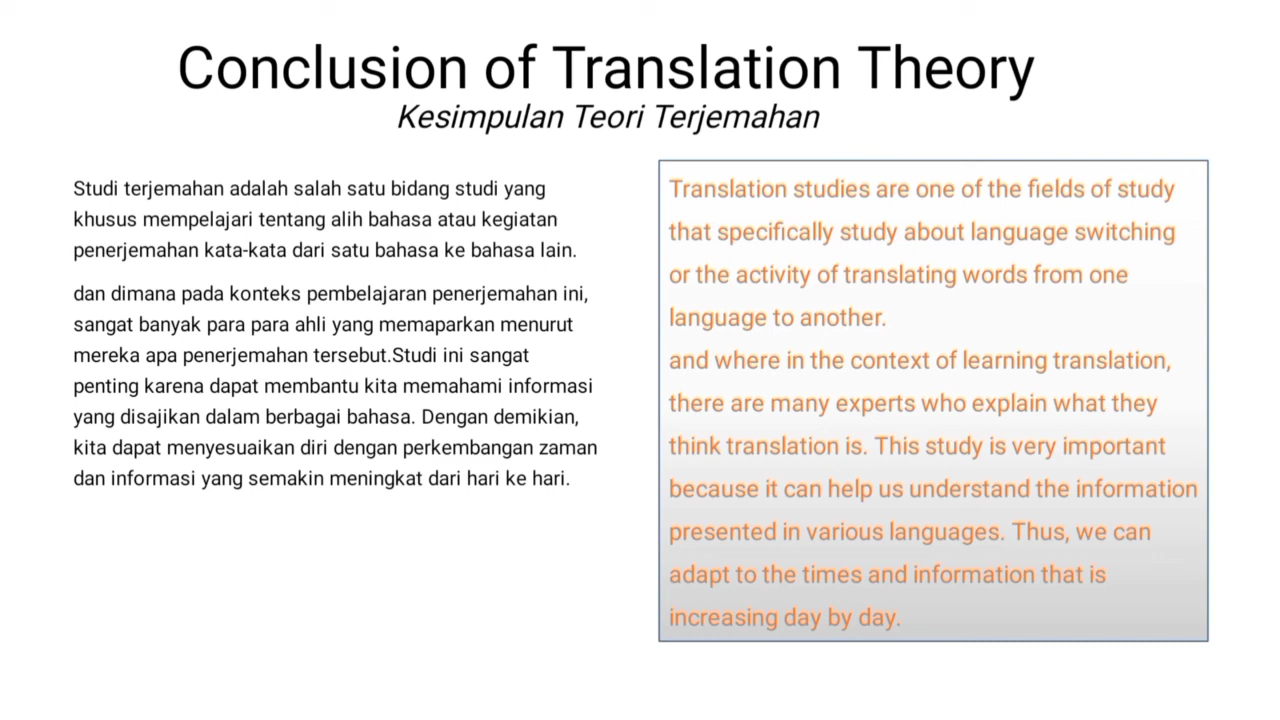 Conclusion of Translation Theory
Kesimpulan Teori Terjemahan
Studi terjemahan adalah salah satu bidang studi yang
khusus mempelajari tentang alih bahasa atau kegiatan
penerjemahan kata-kata dari satu bahasa ke bahasa lain.
dan dimana pada konteks pembelajaran penerjemahan ini,
sangat banyak para para ahli yang memaparkan menurut
mereka apa penerjemahan tersebut.Studi ini sangat
penting karena dapat membantu kita memahami informasi
yang disajikan dalam berbagai bahasa. Dengan demikian,
kita dapat menyesuaikan diri dengan perkembangan zaman
dan informasi yang semakin meningkat dari hari ke hari.
Translation studies are one of the fields of study
that specifically study about language switching
or the activity of translating words from one
language to another.
and where in the context of learning translation,
there are many experts who explain what they
think translation is. This study is very important
because it can help us understand the information
presented in various languages. Thus, we can
adapt to the times and information that is
increasing day by day.